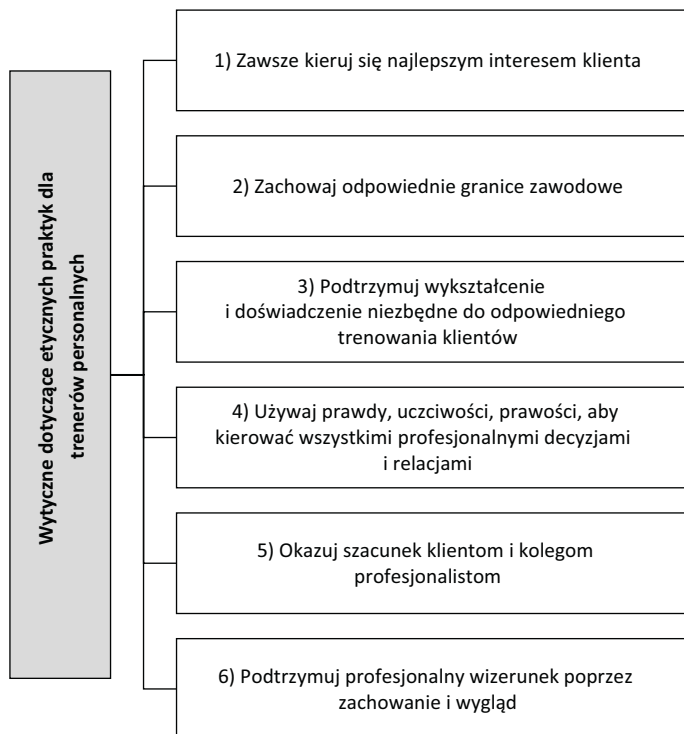 Wytyczne dotyczące etycznych praktyk dla
trenerów personalnych
1) Zawsze kieruj się najlepszym interesem klienta
2) Zachowaj odpowiednie granice zawodowe
3) Podtrzymuj wykształcenie
i doświadczenie niezbędne do odpowiedniego
trenowania klientów
4) Używaj prawdy, uczciwości, prawości, aby
kierować wszystkimi profesjonalnymi decyzjami
i relacjami
5) Okazuj szacunek klientom i kolegom
profesjonalistom
6) Podtrzymuj profesjonalny wizerunek poprzez
zachowanie i wygląd